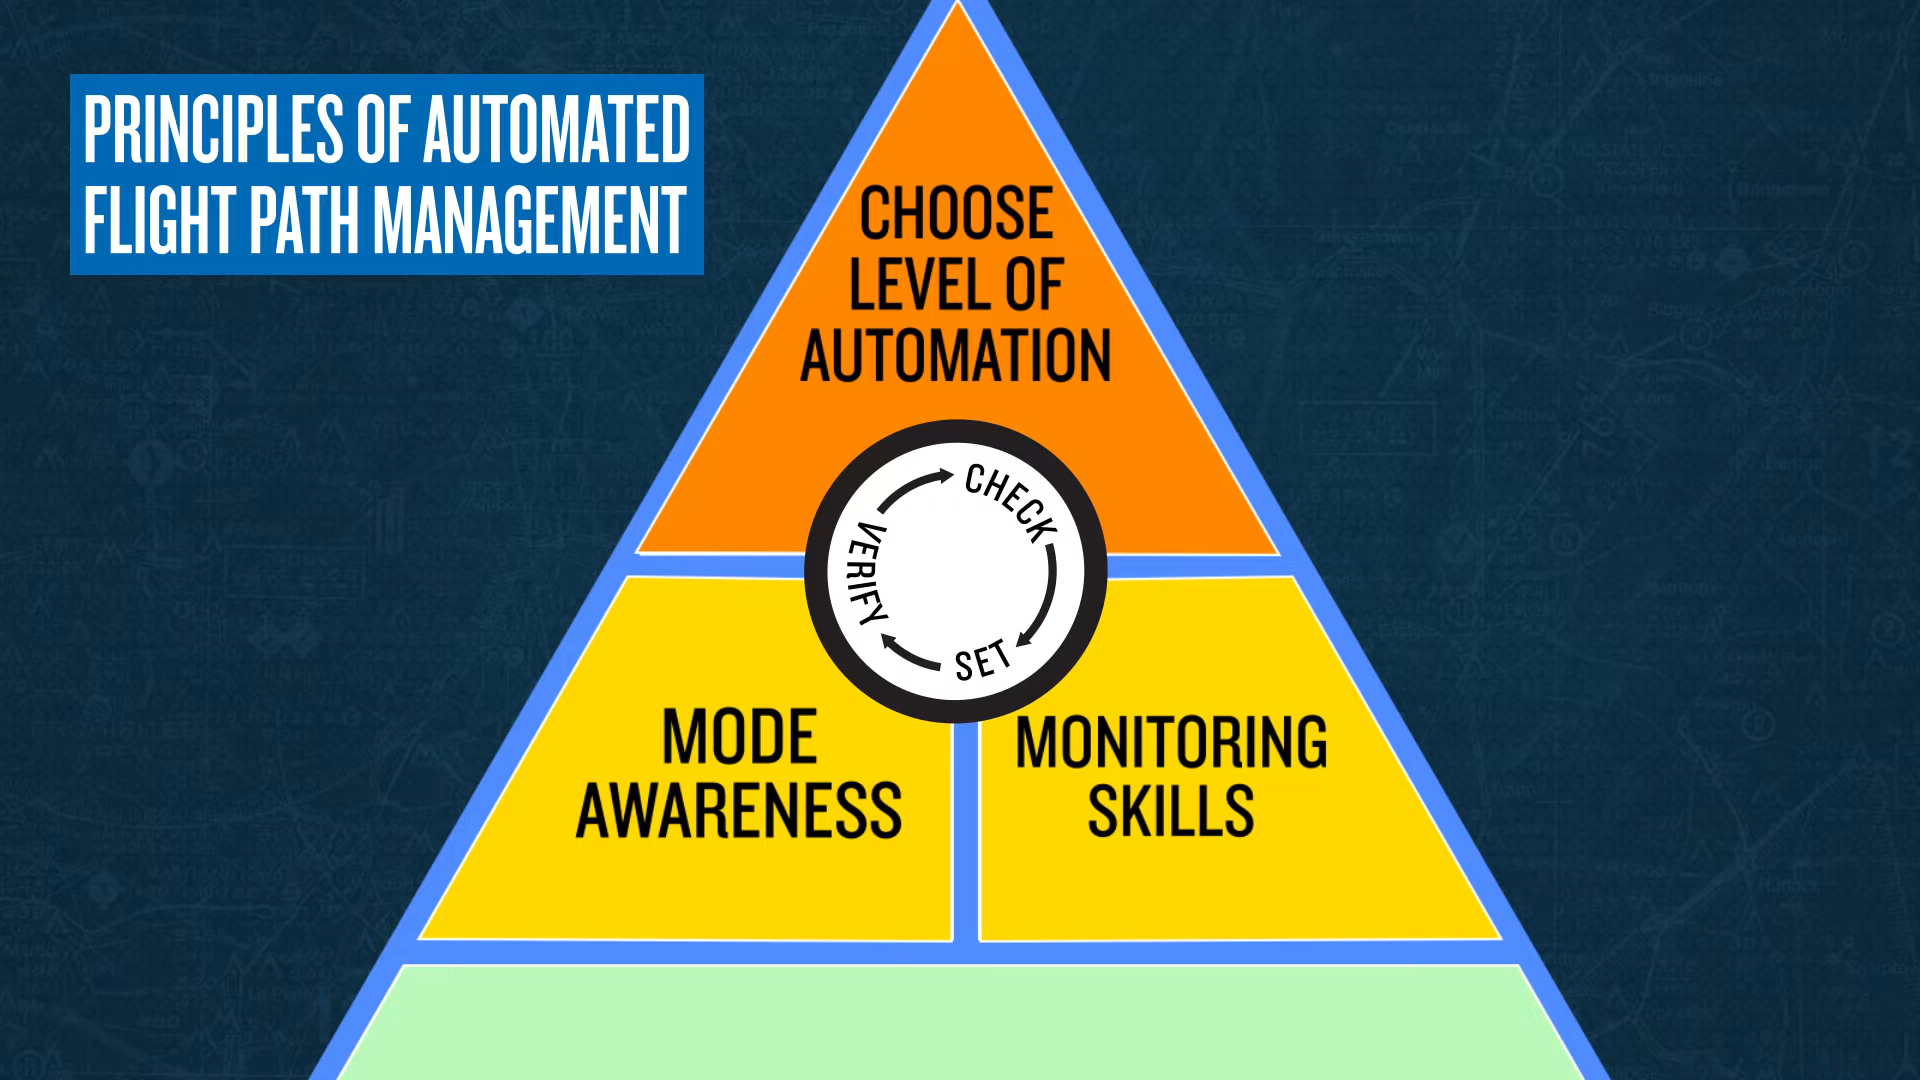 PRINCIPLES OF AUTOMATED
FLIGHT PATH MANAGEMENT
CHOOSE
LEVEL OF
AUTOMATION
CHECK
SET
VERIFY
MODE
AWARENESS
MONITORING
SKILLS